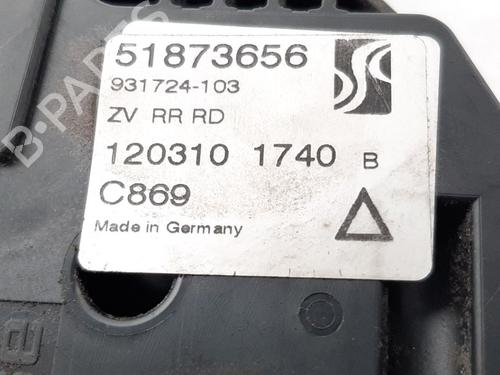 51873656
931724-103
ZV RR RD
120310 1740 B
C869
Made in Germany
B-PARTS